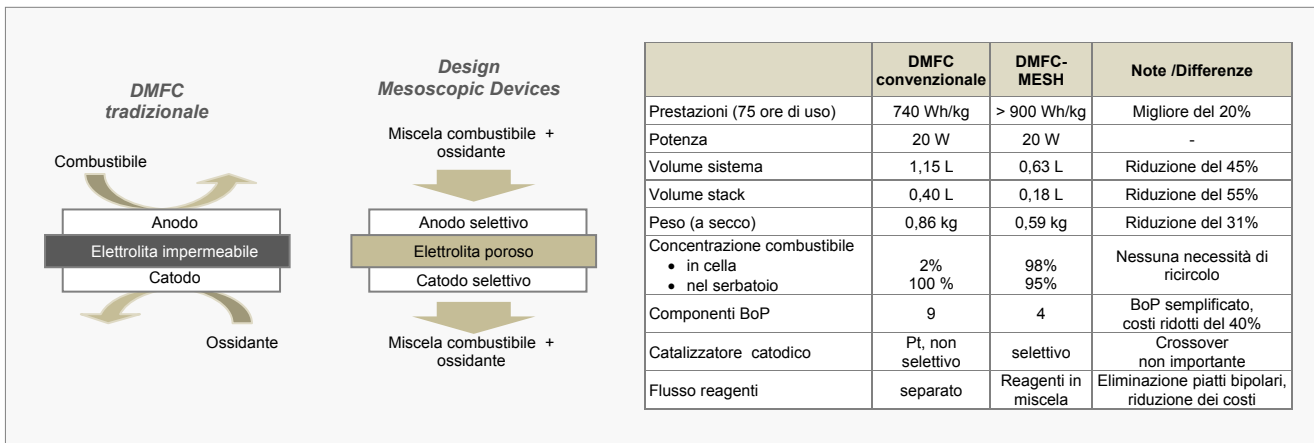 DMFC
tradizionale
Combustibile
Anodo
Elettrolita impermeabile
Catodo
Ossidante
Design
Mesoscopic Devices
Miscela combustibile +
ossidante
Anodo selettivo
Elettrolita poroso
Catodo selettivo
Miscela combustibile +
ossidante
DMFC
convenzionale
DMFC-
MESH
Note /Differenze
Prestazioni (75 ore di uso) 740 Wh/kg > 900 Wh/kg Migliore del 20%
Potenza 20 W 20 W -
Volume sistema 1,15 L 0,63 L Riduzione del 45%
Volume stack 0,40 L 0,18 L Riduzione del 55%
Peso (a secco) 0,86 kg 0,59 kg Riduzione del 31%
Concentrazione combustibile
• in cella 2% 98%
• nel serbatoio 100 % 95%
Nessuna necessità di
ricircolo
Componenti BoP 9 4
BoP semplificato,
costi ridotti del 40%
Catalizzatore catodico
Pt, non
selettivo
selettivo
Crossover
non importante
Flusso reagenti separato
Reagenti in
miscela
Eliminazione piatti bipolari,
riduzione dei costi